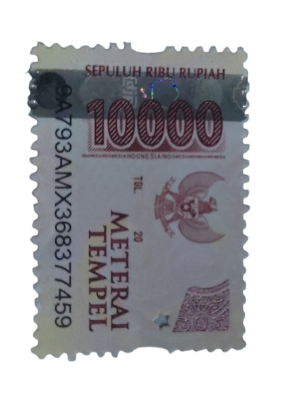 SEPULUH RIBU RUPIAH
10000
TGL. 20
METERAI
TEMPEL
9A793AMX368377459